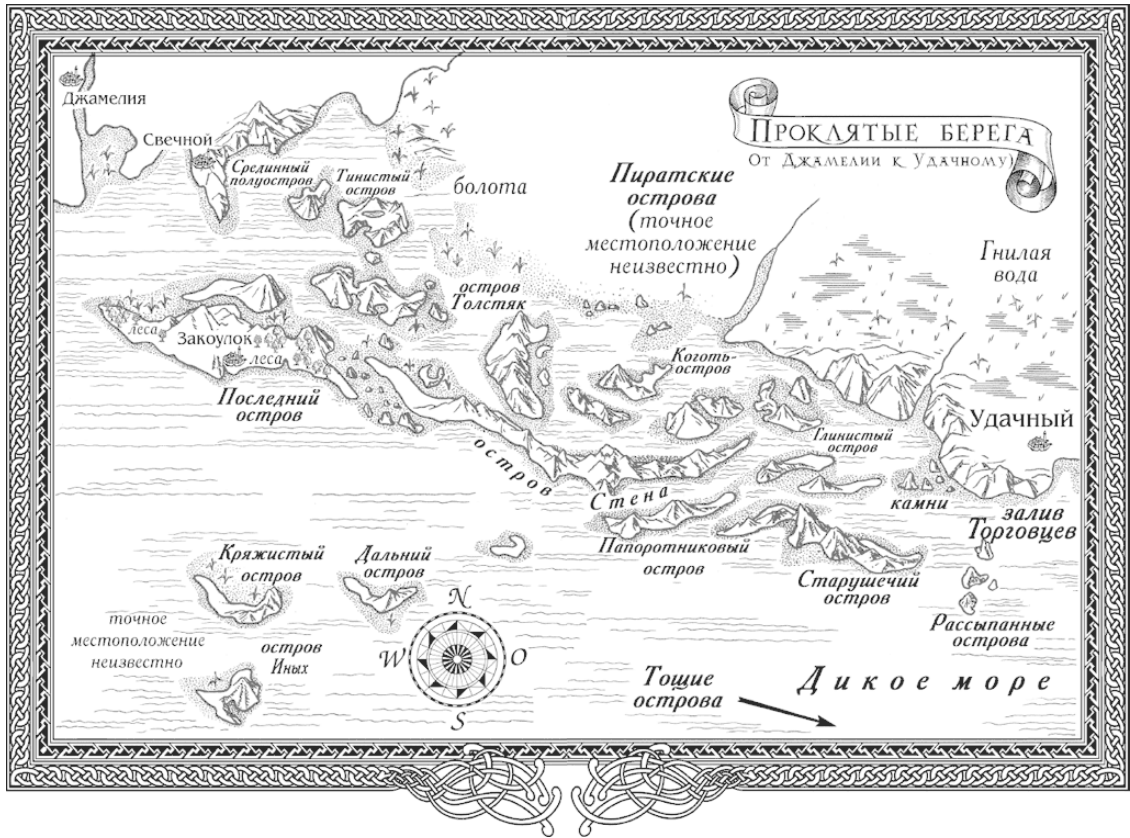 Джамелия
Свечной
Срединный
полуостров
Тинистый
остров
болота
Пиратские
острова
(точное
местоположение
неизвестно)
Проклятые берега
От Джамелии к Удачному)
Гнилая
вода
остров
Толстяк
леса
Закоулок
леса
Последний
остров
Коготь-
остров
Глинистый
остров
Удачный
остров Стена
камни
залив
Торговцев
Папоротниковый
остров
Старушечий
остров
Рассыпанные
острова
Кряжистый
остров
Дальний
остров
точное
местоположение
неизвестно
остров
Иных
N
W O
S
Тощие
острова
Дикое море